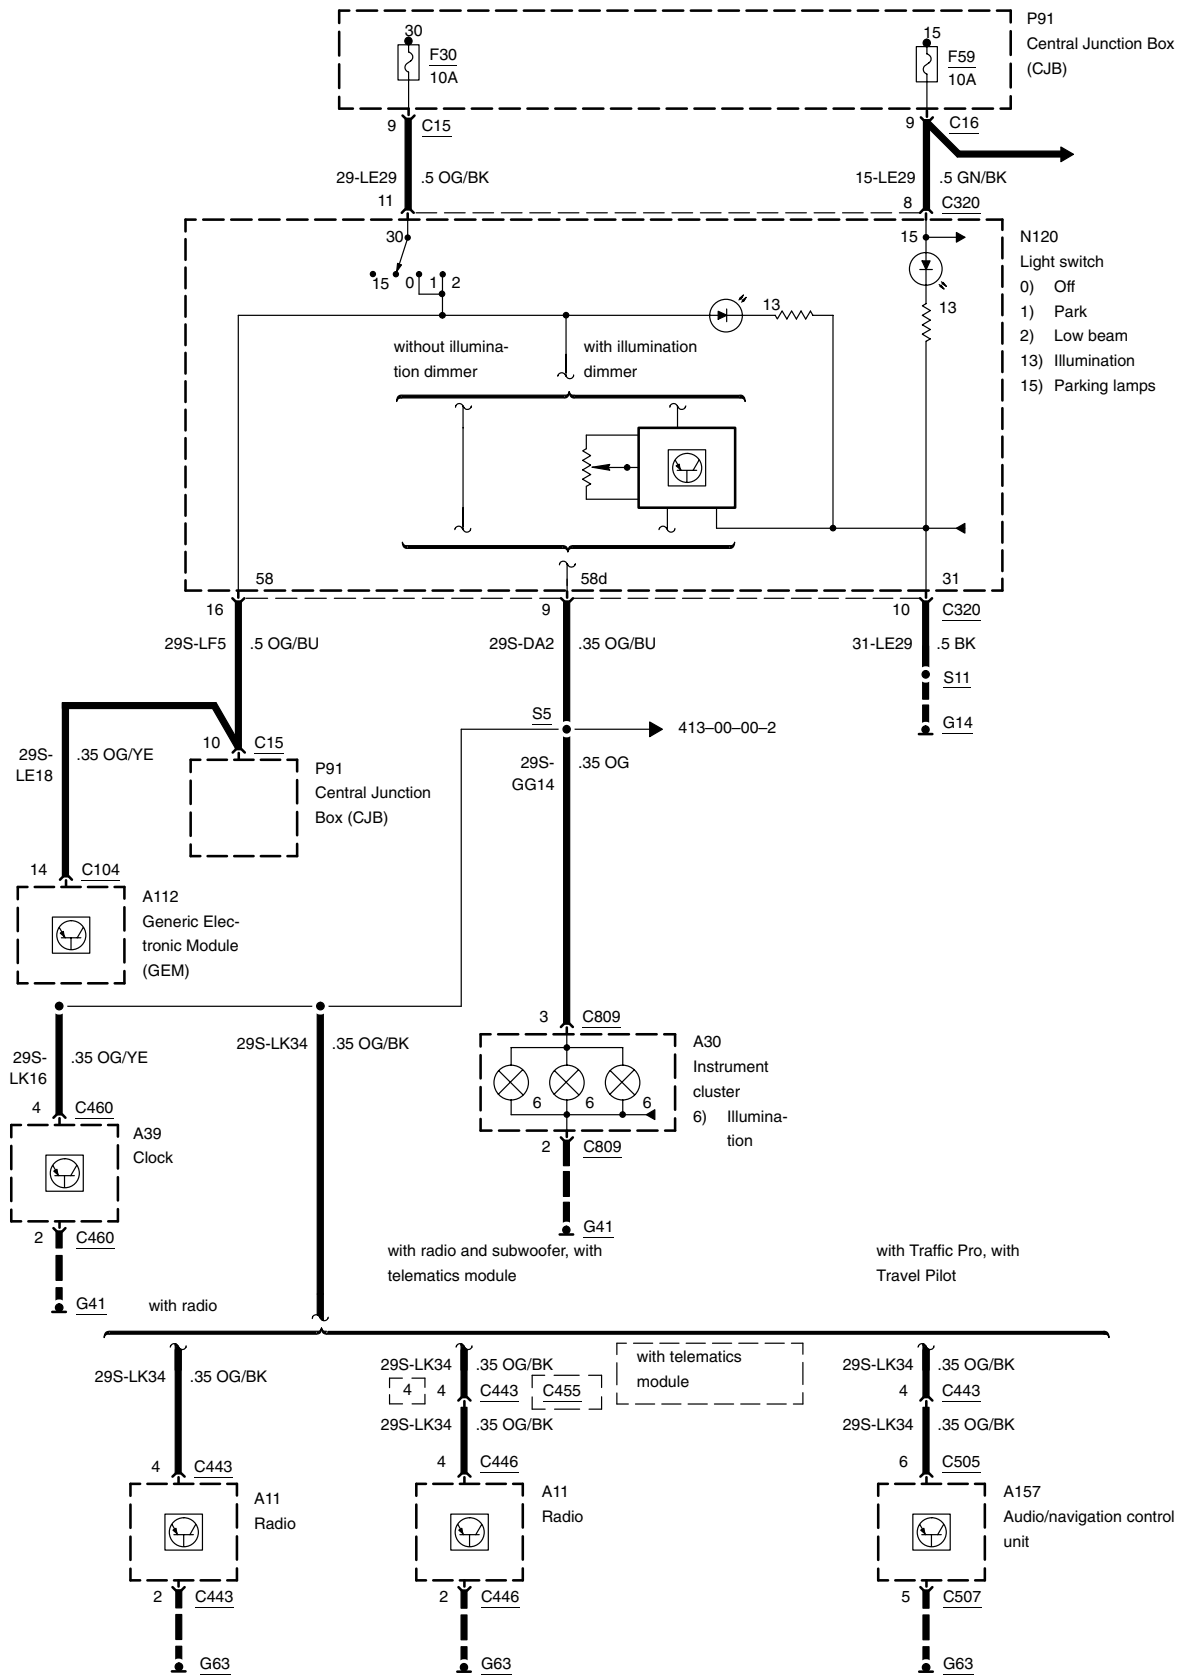 P91
30
15
Central Junction Box
(CJB)
F30
10A
F59
10A
9 C15
9 C16
29-LE29 .5 OG/BK
15-LE29 .5 GN/BK
11
8 C320
30
15
15 0 1 2
N120
Light switch
0) Off
1) Park
2) Low beam
13) Illumination
15) Parking lamps
13
13
without illumina-
tion dimmer
with illumination
dimmer
58
58d
31
16
9
10 C320
29S-LF5 .5 OG/BU
29S-DA2 .35 OG/BU
31-LE29 .5 BK
S11
G14
S5
413–00–00–2
10 C15
29S-
LE18
.35 OG/YE
29S-
GG14
.35 OG
P91
Central Junction
Box (CJB)
14 C104
A112
Generic Elec-
tronic Module
(GEM)
3 C809
29S-
LK16
.35 OG/YE
29S-LK34 .35 OG/BK
A30
Instrument
cluster
6) Illumina-
tion
6 6 6
4 C460
A39
Clock
2 C809
2 C460
G41
G41
with radio
with radio and subwoofer, with
telematics module
with Traffic Pro, with
Travel Pilot
29S-LK34 .35 OG/BK
29S-LK34 .35 OG/BK
with telematics
module
29S-LK34 .35 OG/BK
4 4 C443 C455
4 C443
29S-LK34 .35 OG/BK
29S-LK34 .35 OG/BK
4 C443
4 C446
6 C505
A11
Radio
A11
Radio
A157
Audio/navigation control
unit
2 C443
2 C446
5 C507
G63
G63
G63